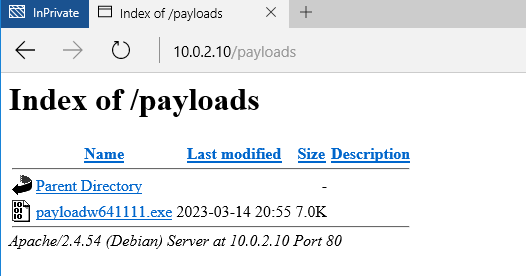 InPrivate
Index of /payloads
10.0.2.10/payloads
Index of /payloads
Name Last modified Size Description
Parent Directory -
payloadw641111.exe 2023-03-14 20:55 7.0K
Apache/2.4.54 (Debian) Server at 10.0.2.10 Port 80